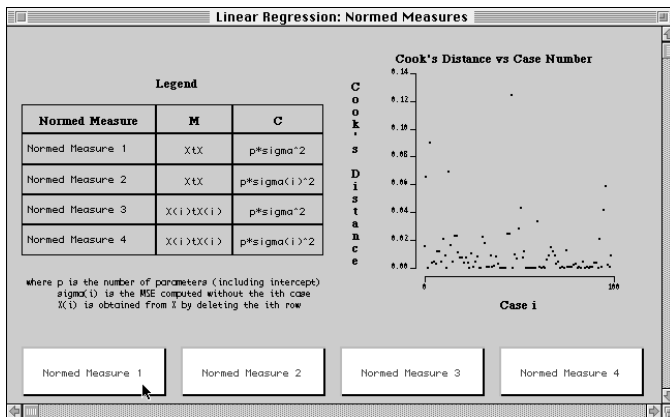 Linear Regression: Normed Measures
Legend
Normed Measure M C
Normed Measure 1 XtX p*sigma^2
Normed Measure 2 XtX p*sigma(i)^2
Normed Measure 3 X(i)tX(i) p*sigma^2
Normed Measure 4 X(i)tX(i) p*sigma(i)^2
where p is the number of parameters (including intercept)
sigma(i) is the MSE computed without the ith case
X(i) is obtained from X by deleting the ith row
Cook's Distance vs Case Number
Cook's Distance
0.14
0.12
0.10
0.08
0.06
0.04
0.02
0.00
0 100
Case i
Normed Measure 1 Normed Measure 2 Normed Measure 3 Normed Measure 4